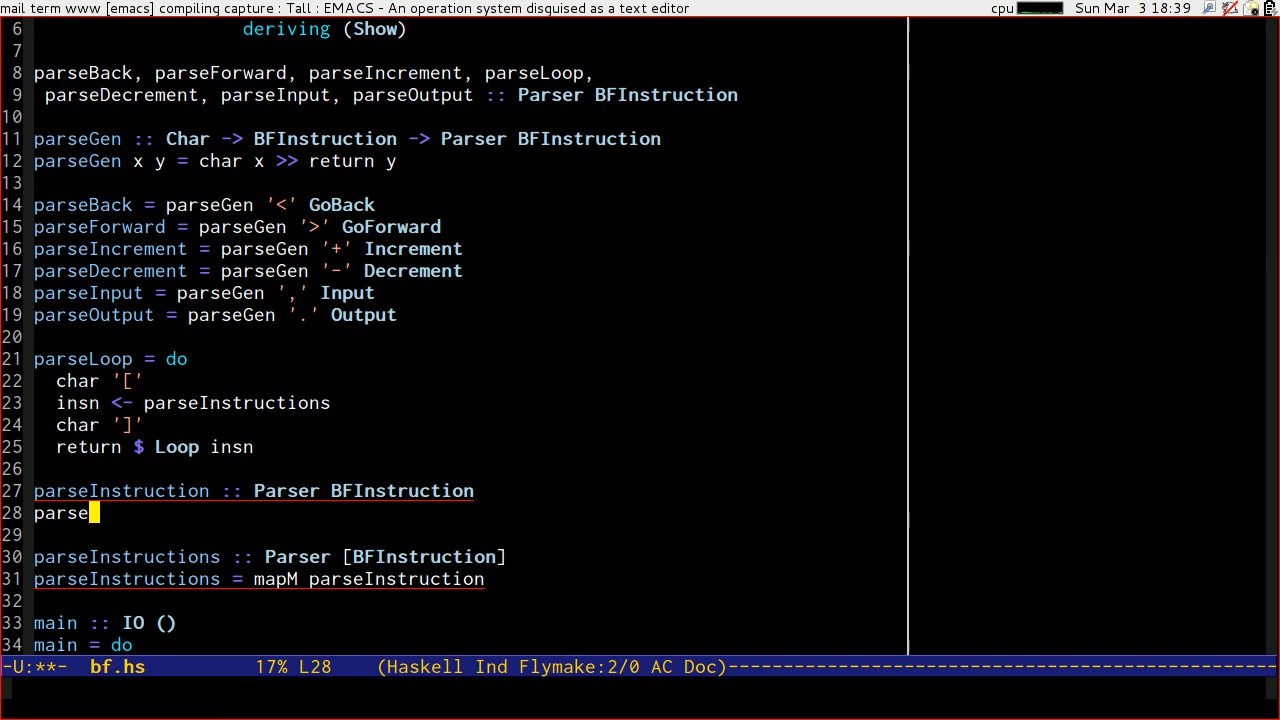 mail term www [emacs] compiling capture : Tall : EMACS - An operation system disguised as a text editor cpu Sun Mar 3 18:39
6 deriving (Show)
7
8 parseBack, parseForward, parseIncrement, parseLoop,
9 parseDecrement, parseInput, parseOutput :: Parser BFInstruction
10
11 parseGen :: Char -> BFInstruction -> Parser BFInstruction
12 parseGen x y = char x >> return y
13
14 parseBack = parseGen '<' GoBack
15 parseForward = parseGen '>' GoForward
16 parseIncrement = parseGen '+' Increment
17 parseDecrement = parseGen '-' Decrement
18 parseInput = parseGen ',' Input
19 parseOutput = parseGen '.' Output
20
21 parseLoop = do
22 char '['
23 insn <- parseInstructions
24 char ']'
25 return $ Loop insn
26
27 parseInstruction :: Parser BFInstruction
28 parse
29
30 parseInstructions :: Parser [BFInstruction]
31 parseInstructions = mapM parseInstruction
32
33 main :: IO ()
34 main = do
-U:**- bf.hs 17% L28 (Haskell Ind Flymake:2/0 AC Doc)--------------------------------------------------